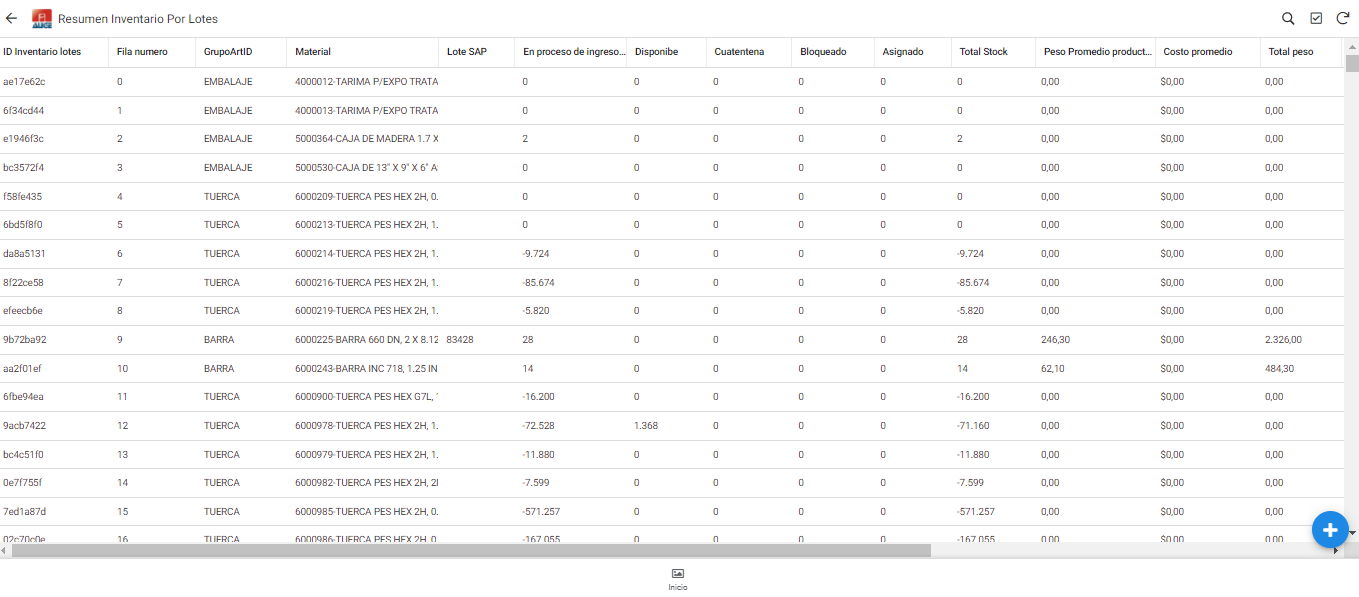 Resumen Inventario Por Lotes
ID Inventario lotes Fila numero GrupoArtID Material Lote SAP En proceso de ingreso... Disponibe Cuatentena Bloqueado Asignado Total Stock Peso Promedio product... Costo promedio Total peso
ae17e62c 0 EMBALAJE 4000012-TARIMA P/EXPO TRATA 0 0 0 0 0 0 0,00 $0,00 0,00
6f34cd44 1 EMBALAJE 4000013-TARIMA P/EXPO TRATA 0 0 0 0 0 0 0,00 $0,00 0,00
e1946f3c 2 EMBALAJE 5000364-CAJA DE MADERA 1.7 X 2 0 0 0 0 2 0,00 $0,00 0,00
bc3572f4 3 EMBALAJE 5000530-CAJA DE 13" X 9" X 6" A 0 0 0 0 0 0 0,00 $0,00 0,00
f58fe435 4 TUERCA 6000209-TUERCA PES HEX 2H, 0. 0 0 0 0 0 0 0,00 $0,00 0,00
6bd5f8f0 5 TUERCA 6000213-TUERCA PES HEX 2H, 1. 0 0 0 0 0 0 0,00 $0,00 0,00
da8a5131 6 TUERCA 6000214-TUERCA PES HEX 2H, 1. -9.724 0 0 0 0 -9.724 0,00 $0,00 0,00
8f22ce58 7 TUERCA 6000216-TUERCA PES HEX 2H, 1. -85.674 0 0 0 0 -85.674 0,00 $0,00 0,00
efeecb6e 8 TUERCA 6000219-TUERCA PES HEX 2H, 1. -5.820 0 0 0 0 -5.820 0,00 $0,00 0,00
9b72ba92 9 BARRA 6000225-BARRA 660 DN, 2 X 8.12 83428 28 0 0 0 0 28 246,30 $0,00 2.326,00
aa2f01ef 10 BARRA 6000243-BARRA INC 718, 1.25 IN 14 0 0 0 0 14 62,10 $0,00 484,30
6fbe94ea 11 TUERCA 6000900-TUERCA PES HEX G7L, -16.200 0 0 0 0 -16.200 0,00 $0,00 0,00
9acb7422 12 TUERCA 6000978-TUERCA PES HEX 2H, 1. -72.528 1.368 0 0 0 -71.160 0,00 $0,00 0,00
bc4c51f0 13 TUERCA 6000979-TUERCA PES HEX 2H, 1. -11.880 0 0 0 0 -11.880 0,00 $0,00 0,00
0e7f755f 14 TUERCA 6000982-TUERCA PES HEX 2H, -7.599 0 0 0 0 -7.599 0,00 $0,00 0,00
7ed1a87d 15 TUERCA 6000985-TUERCA PES HEX 2H, 0. -571.257 0 0 0 0 -571.257 0,00 $0,00 0,00
02c70c0e 16 TUERCA 6000986-TUERCA PES HEX 2H, 0 -167.055 0 0 0 0 -167.055 0,00 $0,00 0,00
Inicio